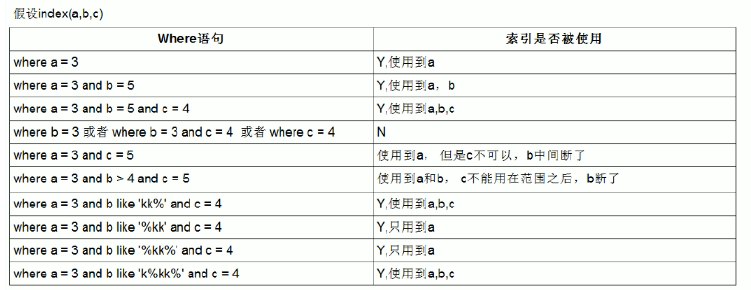 假设index(a,b,c)
Where语句 索引是否被使用
where a = 3 Y,使用到a
where a = 3 and b = 5 Y,使用到a，b
where a = 3 and b = 5 and c = 4 Y,使用到a,b,c
where b = 3 或者 where b = 3 and c = 4 或者 where c = 4 N
where a = 3 and c = 5 使用到a， 但是c不可以，b中间断了
where a = 3 and b > 4 and c = 5 使用到a和b， c不能用在范围之后，b断了
where a = 3 and b like 'kk%' and c = 4 Y,使用到a,b,c
where a = 3 and b like '%kk' and c = 4 Y,只用到a
where a = 3 and b like '%kk%' and c = 4 Y,只用到a
where a = 3 and b like 'k%kk%' and c = 4 Y,使用到a,b,c